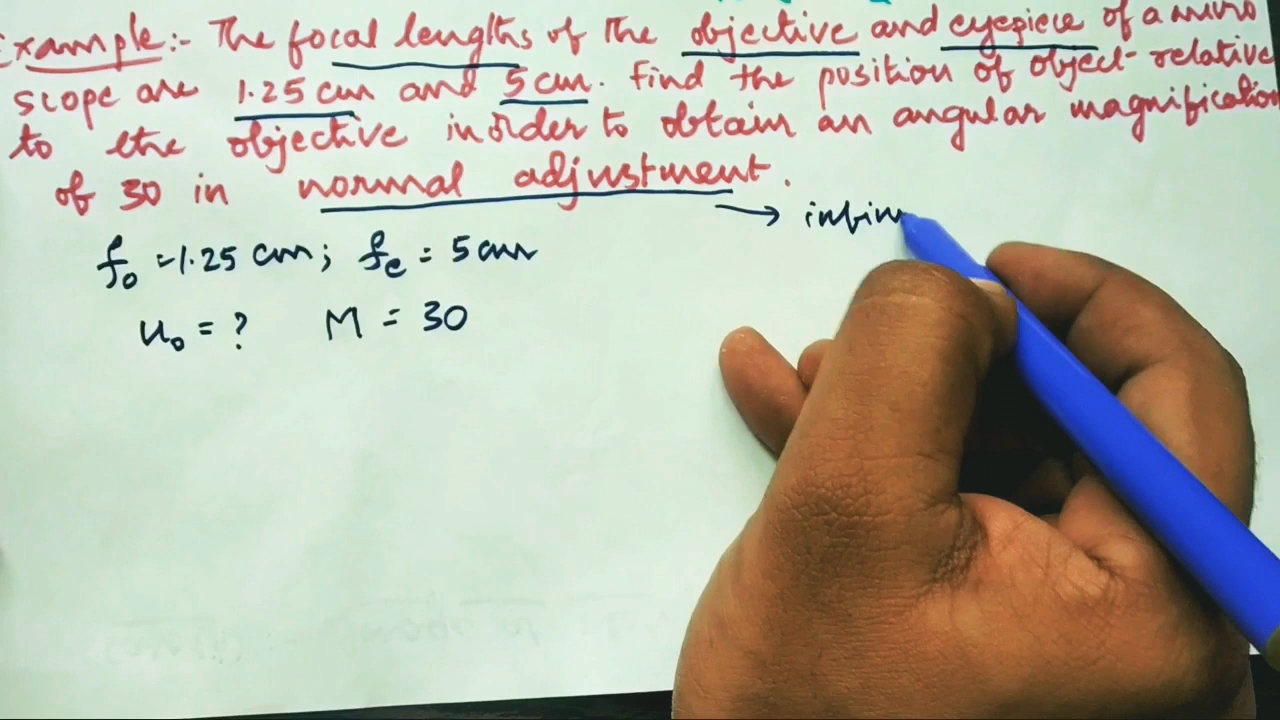 Example:- The focal lengths of the objective and eyepiece of a micro
scope are 1.25 cm and 5 cm. Find the position of object relative
to the objective inorder to obtain an angular magnification
of 30 in normal adjustment.
→ infin
f₀ = 1.25 cm; fₑ = 5 cm
u₀ = ? M = 30